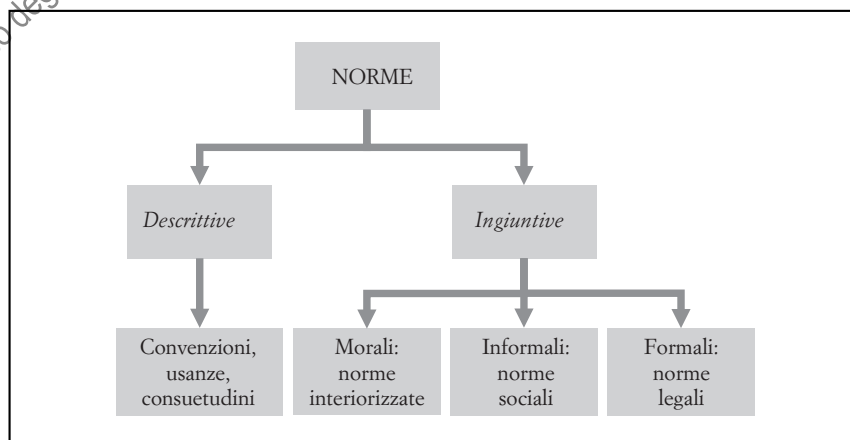 NORME
Descrittive
Ingiuntive
Convenzioni,
usanze,
consuetudini
Morali:
norme
interiorizzate
Informali:
norme
sociali
Formali:
norme
legali